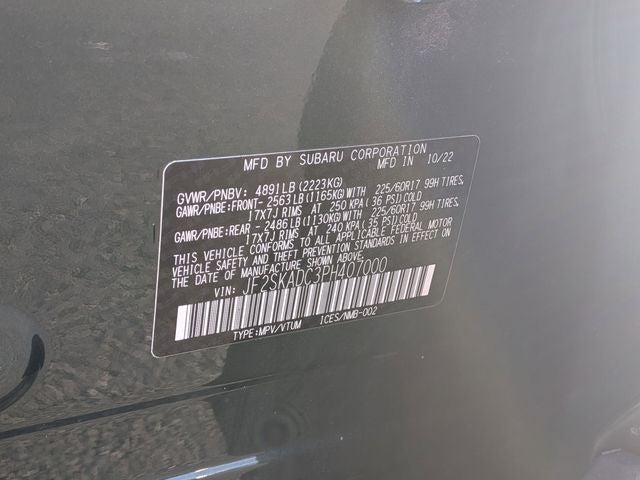 MFD BY SUBARU CORPORATION
MFD IN 10/22
GVWR/PNBV: 4891LB(2223KG)
GAWR/PNBE:FRONT- 2563LB(1165KG)WITH 225/60R17 99H TIRES,
17X7J RIMS AT 250 KPA(36 PSI)COLD
GAWR/PNBE:REAR - 2486LB(1130KG)WITH 225/60R17 99H TIRES,
17X7J RIMS AT 240 KPA(35 PSI)COLD
THIS VEHICLE CONFORMS TO ALL APPLICABLE FEDERAL MOTOR
VEHICLE SAFETY AND THEFT PREVENTION STANDARDS IN EFFECT ON
THE DATE OF MANUFACTURE SHOWN ABOVE.
VIN: JF2SKADC3PH407000
TYPE:MPV/VTUM ICES/NMB-002